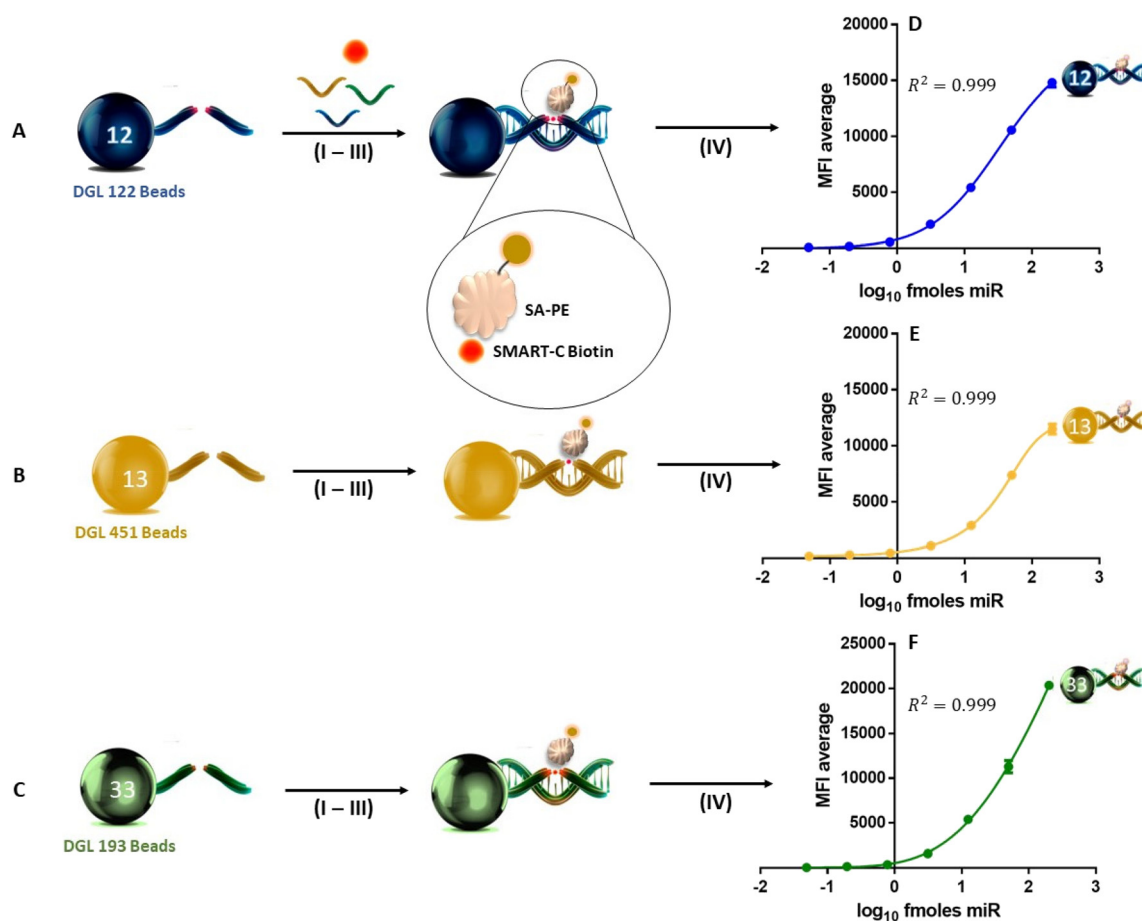 A
12
DGL 122 Beads
(I – III)
(IV)
SA-PE
SMART-C Biotin
D
20000
15000
10000
5000
MFI average
R² = 0.999
12
-2 -1 0 1 2 3
log₁₀ fmoles miR
B
13
DGL 451 Beads
(I – III)
(IV)
E
20000
15000
10000
5000
MFI average
R² = 0.999
13
-2 -1 0 1 2 3
log₁₀ fmoles miR
C
33
DGL 193 Beads
(I – III)
(IV)
F
25000
20000
15000
10000
5000
MFI average
R² = 0.999
33
-2 -1 0 1 2 3
log₁₀ fmoles miR